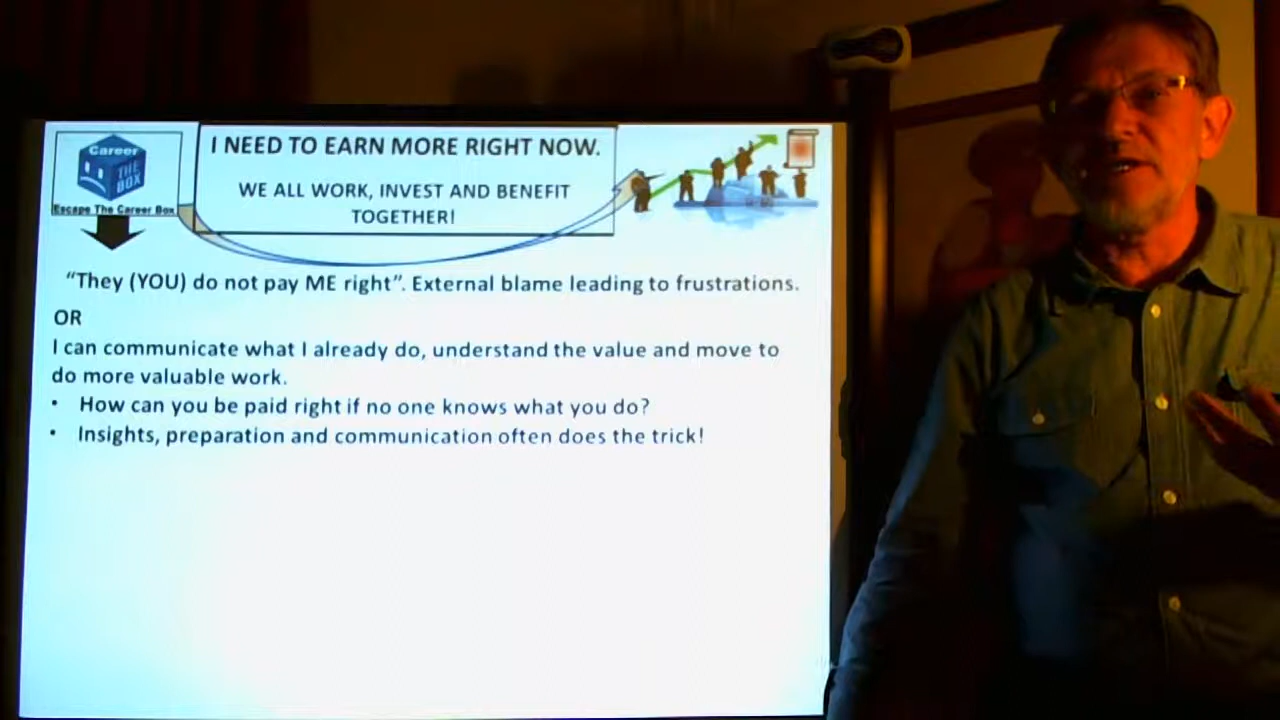 Career
THE
BOX
Escape The Career Box
I NEED TO EARN MORE RIGHT NOW.
WE ALL WORK, INVEST AND BENEFIT
TOGETHER!
“They (YOU) do not pay ME right”. External blame leading to frustrations.
OR
I can communicate what I already do, understand the value and move to
do more valuable work.
• How can you be paid right if no one knows what you do?
• Insights, preparation and communication often does the trick!